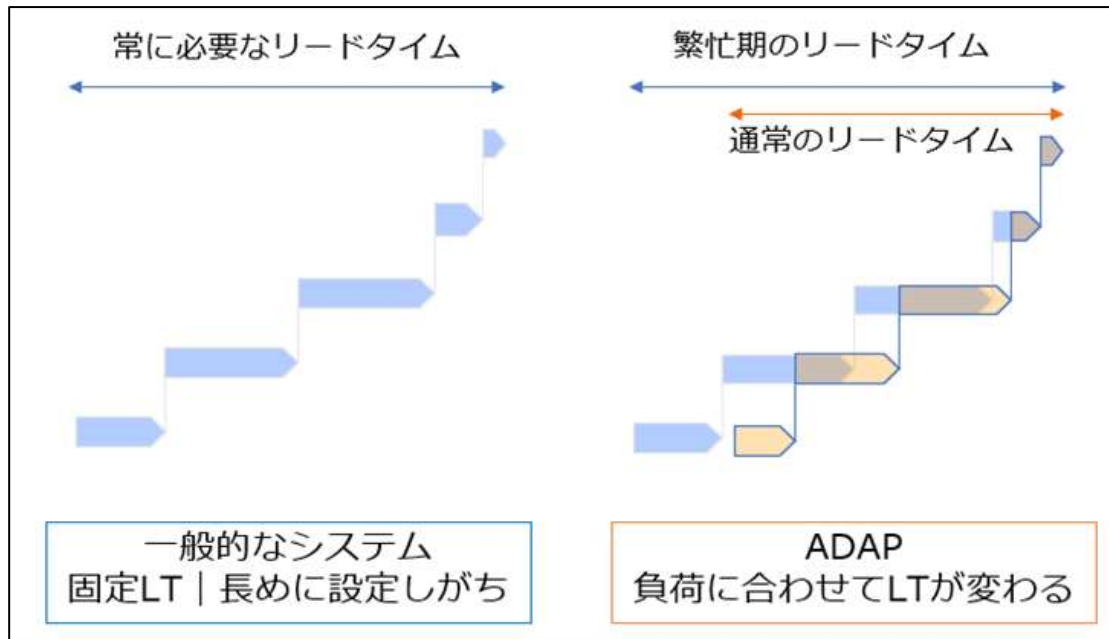 常に必要なリードタイム
繁忙期のリードタイム
通常のリードタイム
一般的なシステム
固定LT｜長めに設定しがち
ADAP
負荷に合わせてLTが変わる